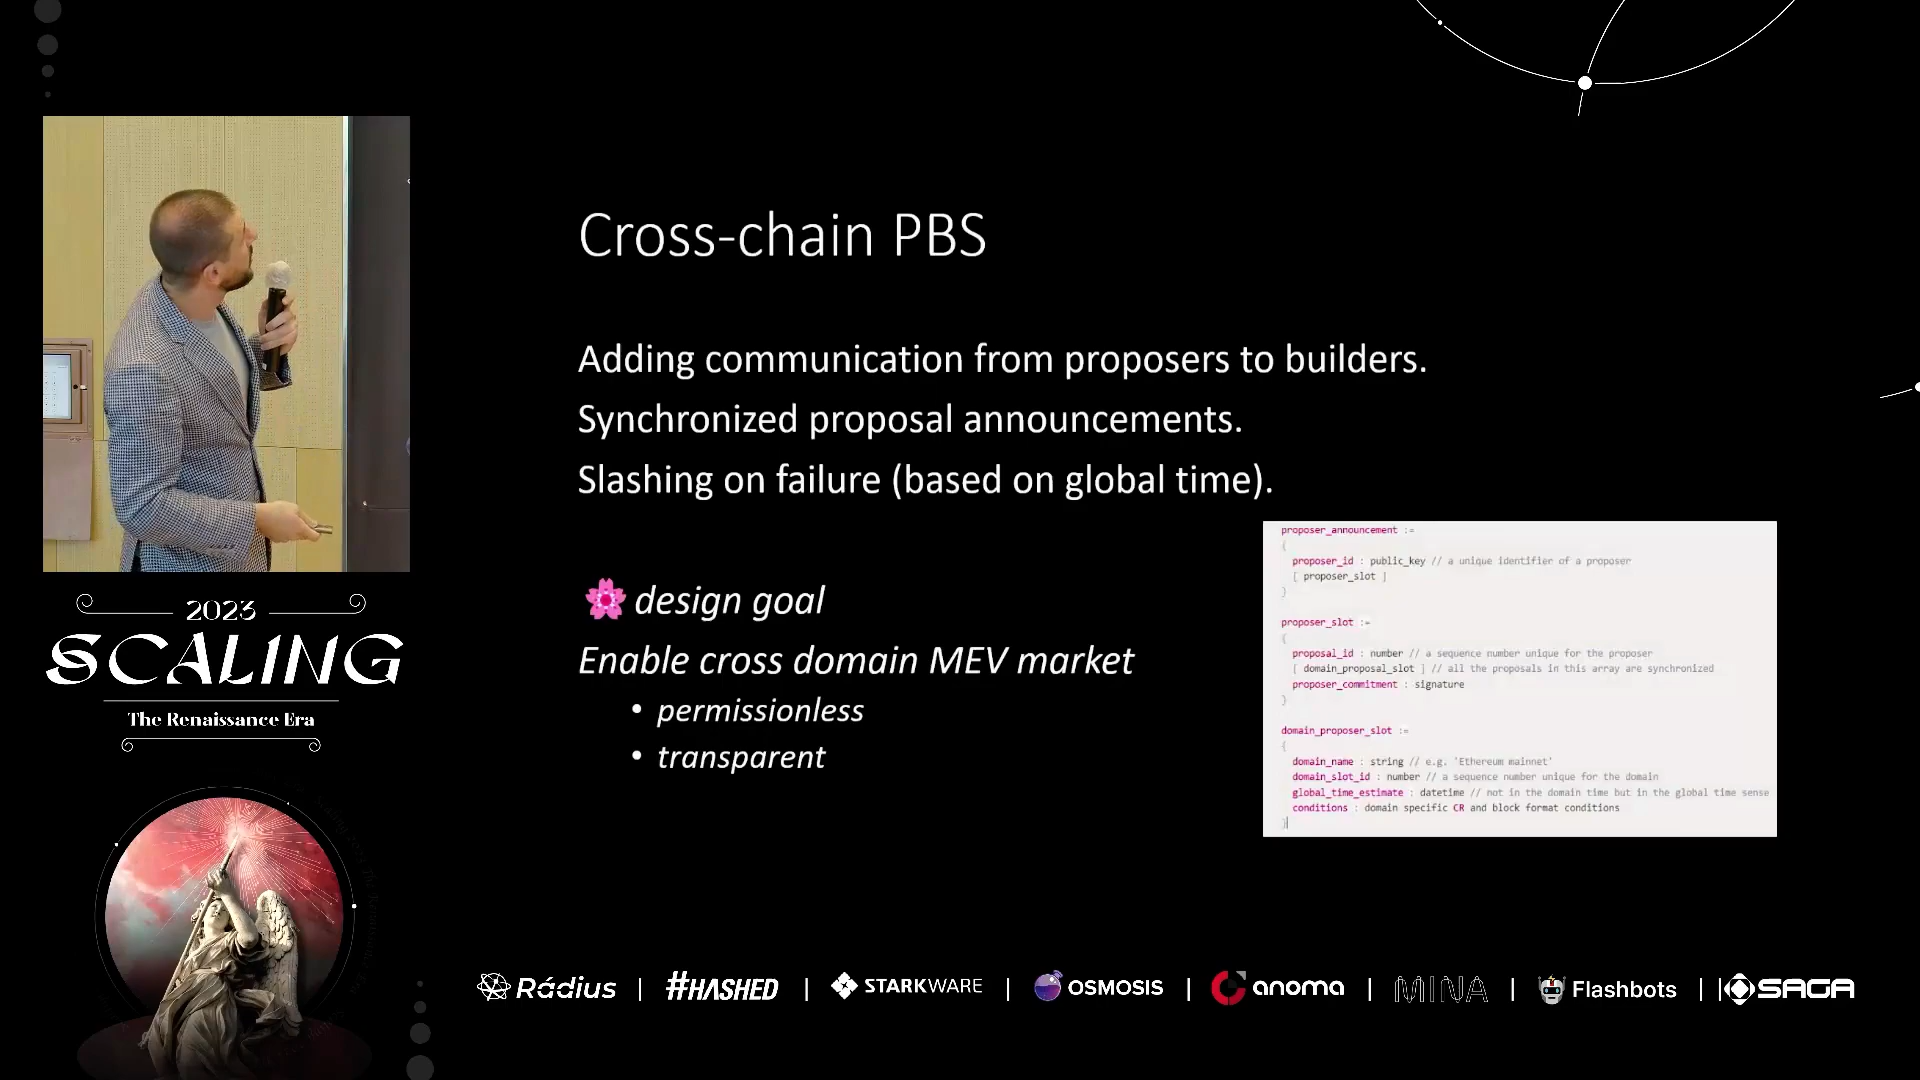 Cross-chain PBS
Adding communication from proposers to builders.
Synchronized proposal announcements.
Slashing on failure (based on global time).
design goal
Enable cross domain MEV market
• permissionless
• transparent
proposer_announcement :=
{
proposer_id : public_key // a unique identifier of a proposer
[ proposer_slot ]
}
proposer_slot :=
{
proposal_id : number // a sequence number unique for the proposer
[ domain_proposal_slot ] // all the proposals in this array are synchronized
proposer_commitment : signature
}
domain_proposer_slot :=
{
domain_name : string // e.g. 'Ethereum mainnet'
domain_slot_id : number // a sequence number unique for the domain
global_time_estimate : datetime // not in the domain time but in the global time sense
conditions : domain specific CR and block format conditions
}
2023
SCALING
The Renaissance Era
Rádius | #HASHED | STARKWARE | OSMOSIS | anoma | MINA | Flashbots | | SAGA